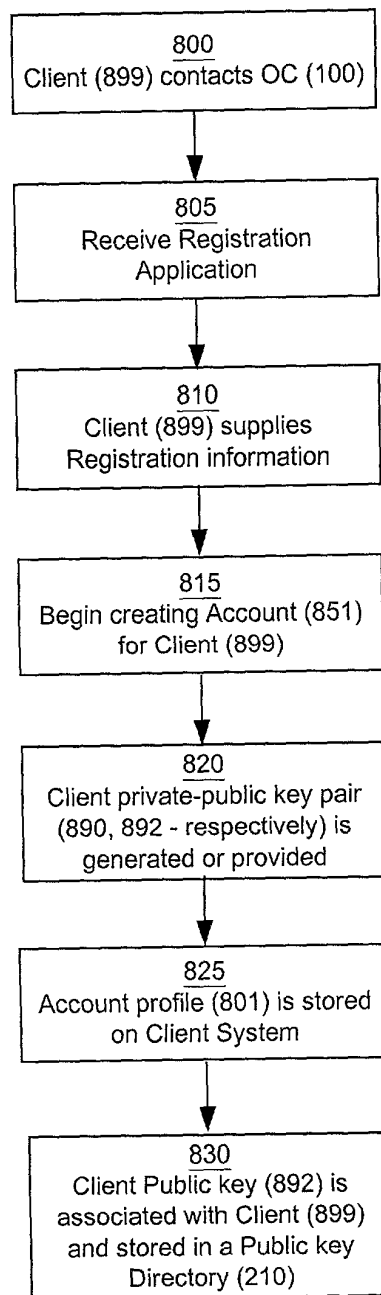 800
Client (899) contacts OC (100)
805
Receive Registration
Application
810
Client (899) supplies
Registration information
815
Begin creating Account (851)
for Client (899)
820
Client private-public key pair
(890, 892 - respectively) is
generated or provided
825
Account profile (801) is stored
on Client System
830
Client Public key (892) is
associated with Client (899)
and stored in a Public key
Directory (210)